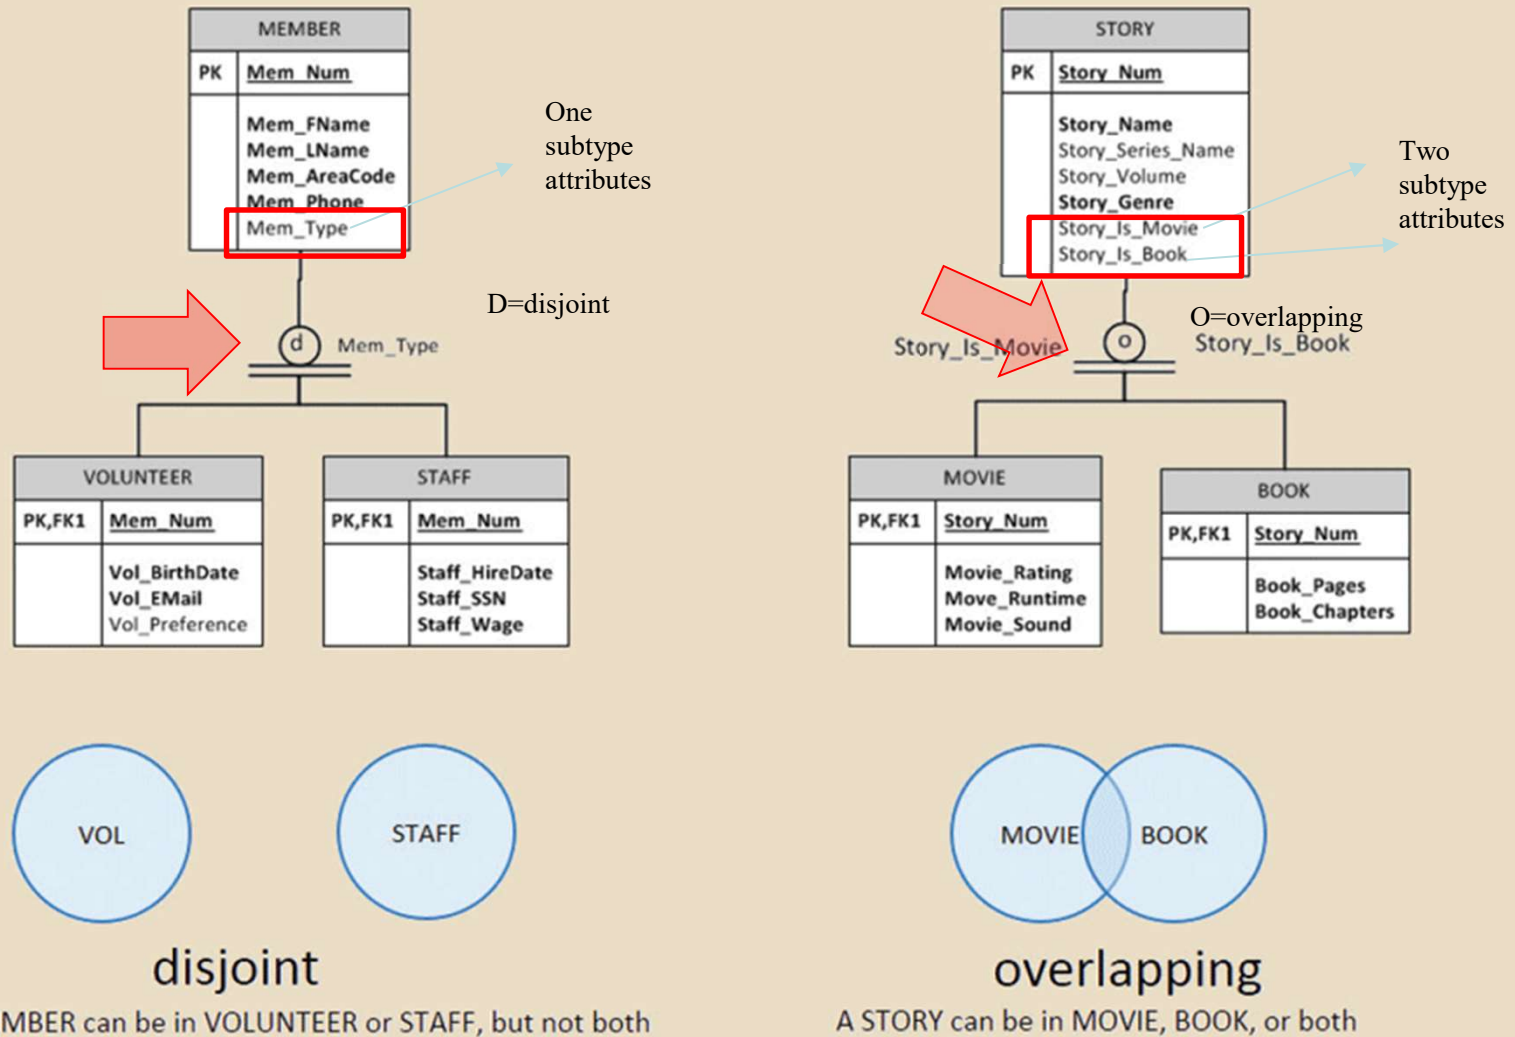 MEMBER
PK Mem_Num
Mem_FName
Mem_LName
Mem_AreaCode
Mem_Phone
Mem_Type
One
subtype
attributes
D=disjoint
d
Mem_Type
VOLUNTEER
PK,FK1 Mem_Num
Vol_BirthDate
Vol_EMail
Vol_Preference
STAFF
PK,FK1 Mem_Num
Staff_HireDate
Staff_SSN
Staff_Wage
VOL
STAFF
disjoint
MBER can be in VOLUNTEER or STAFF, but not both
STORY
PK Story_Num
Story_Name
Story_Series_Name
Story_Volume
Story_Genre
Story_Is_Movie
Story_Is_Book
Two
subtype
attributes
O=overlapping
Story_Is_Movie
o
Story_Is_Book
MOVIE
PK,FK1 Story_Num
Movie_Rating
Move_Runtime
Movie_Sound
BOOK
PK,FK1 Story_Num
Book_Pages
Book_Chapters
MOVIE
BOOK
overlapping
A STORY can be in MOVIE, BOOK, or both